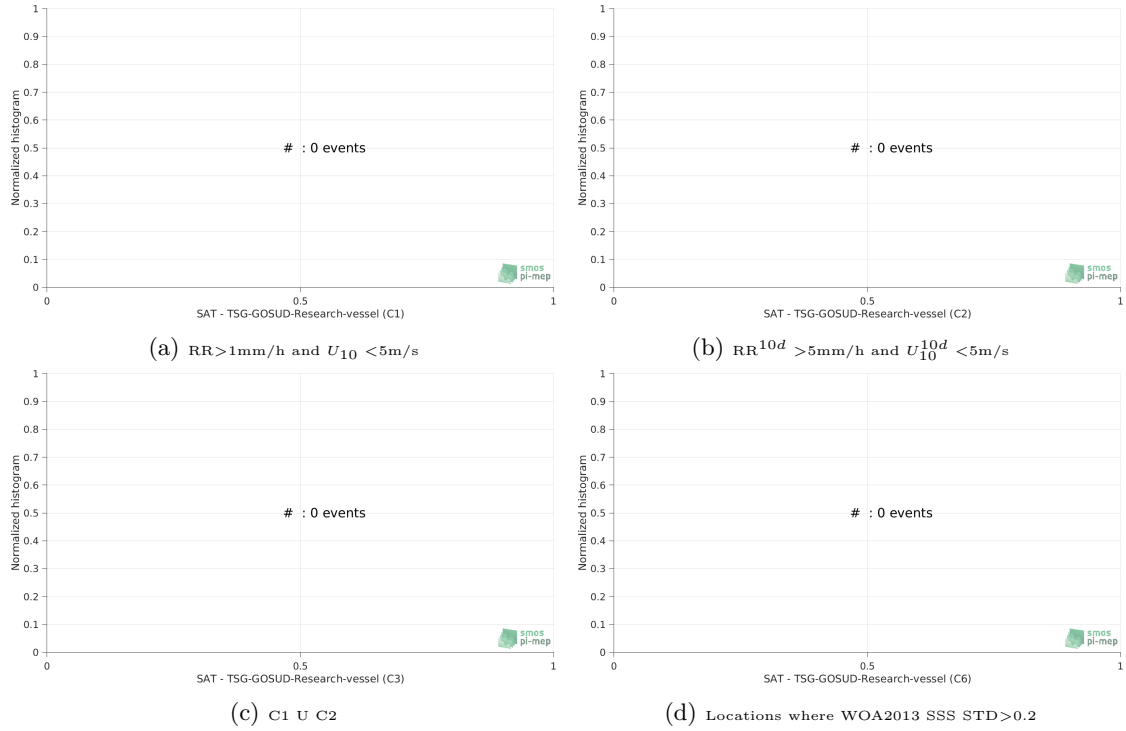 1
0.9
0.8
0.7
0.6
0.5
0.4
0.3
0.2
0.1
0
Normalized histogram
# : 0 events
smos
pi-mep
0 0.5 1
SAT - TSG-GOSUD-Research-vessel (C1)
(a) RR>1mm/h and U10 <5m/s
1
0.9
0.8
0.7
0.6
0.5
0.4
0.3
0.2
0.1
0
Normalized histogram
# : 0 events
smos
pi-mep
0 0.5 1
SAT - TSG-GOSUD-Research-vessel (C2)
(b) RR^10d >5mm/h and U10^10d <5m/s
1
0.9
0.8
0.7
0.6
0.5
0.4
0.3
0.2
0.1
0
Normalized histogram
# : 0 events
smos
pi-mep
0 0.5 1
SAT - TSG-GOSUD-Research-vessel (C3)
(c) C1 U C2
1
0.9
0.8
0.7
0.6
0.5
0.4
0.3
0.2
0.1
0
Normalized histogram
# : 0 events
smos
pi-mep
0 0.5 1
SAT - TSG-GOSUD-Research-vessel (C6)
(d) Locations where WOA2013 SSS STD>0.2